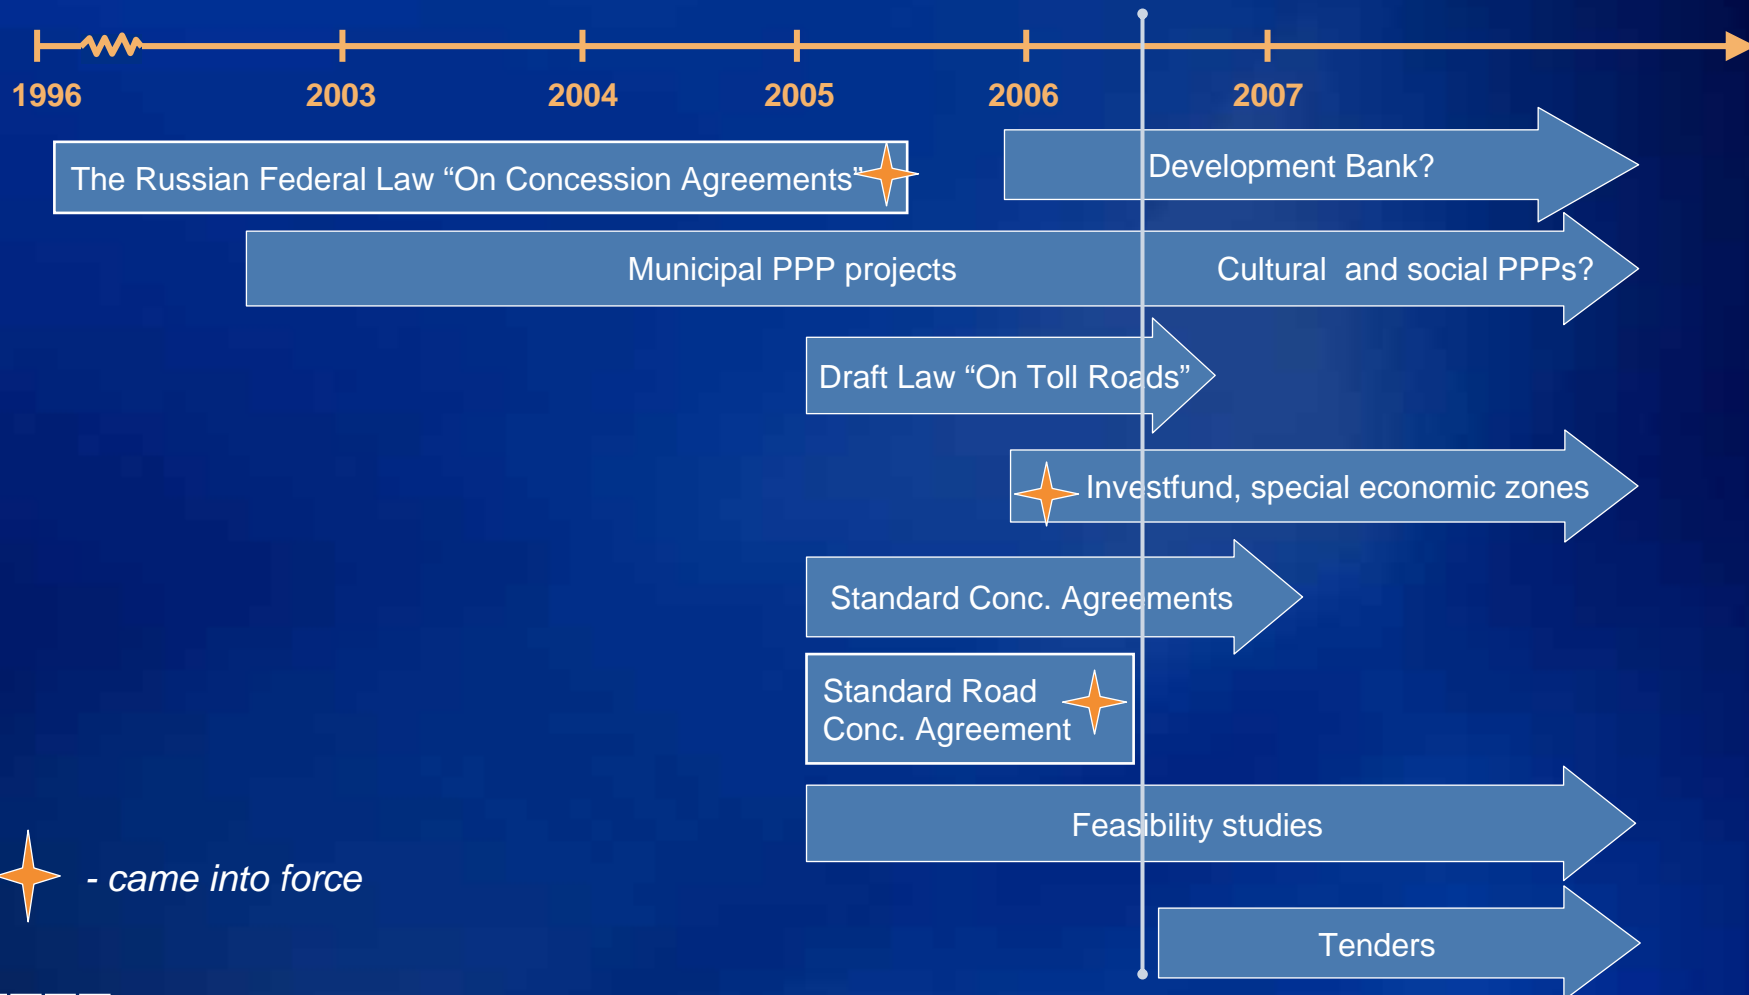 1996 2003 2004 2005 2006 2007
The Russian Federal Law “On Concession Agreements”
Development Bank?
Municipal PPP projects
Cultural and social PPPs?
Draft Law “On Toll Roads”
Investfund, special economic zones
Standard Conc. Agreements
Standard Road
Conc. Agreement
Feasibility studies
- came into force
Tenders